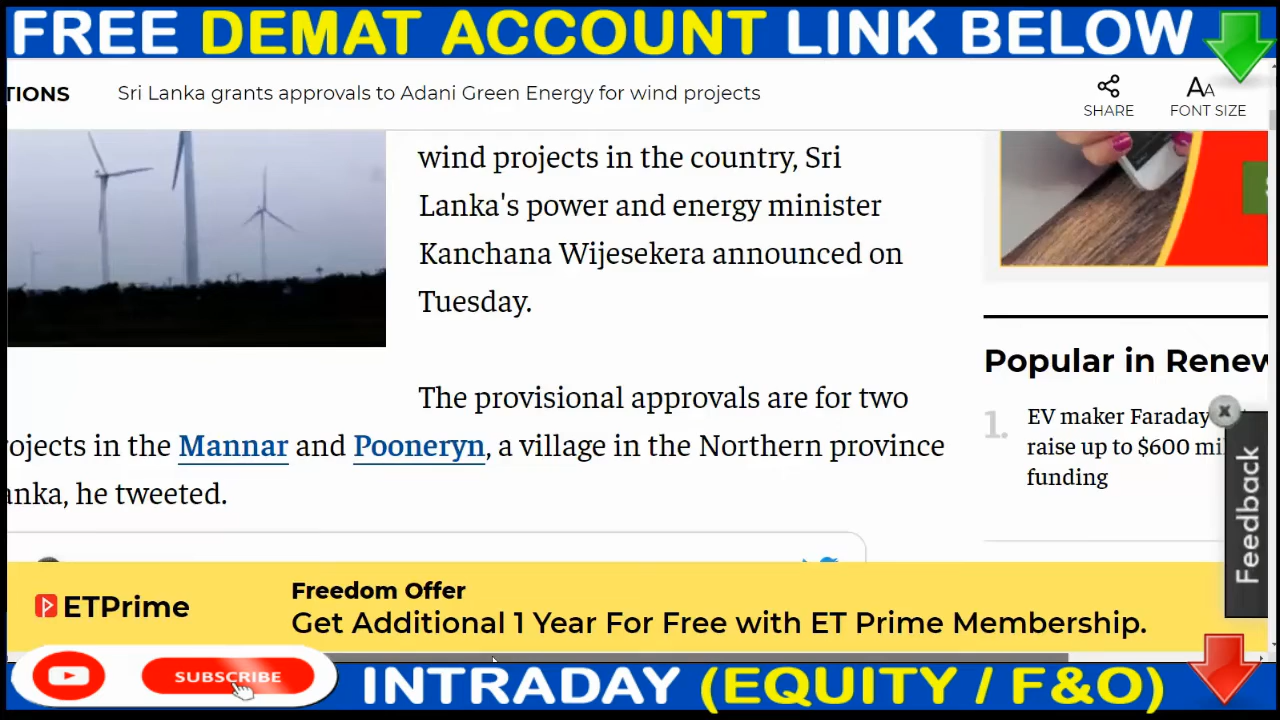 FREE DEMAT ACCOUNT LINK BELOW
TIONS
Sri Lanka grants approvals to Adani Green Energy for wind projects
SHARE
AA
FONT SIZE
wind projects in the country, Sri
Lanka's power and energy minister
Kanchana Wijesekera announced on
Tuesday.
The provisional approvals are for two
rojects in the Mannar and Pooneryn, a village in the Northern province
anka, he tweeted.
Popular in Renew
1.
EV maker Faraday
raise up to $600 mil
funding
x
Feedback
ETPrime
Freedom Offer
Get Additional 1 Year For Free with ET Prime Membership.
SUBSCRIBE
INTRADAY (EQUITY / F&O)